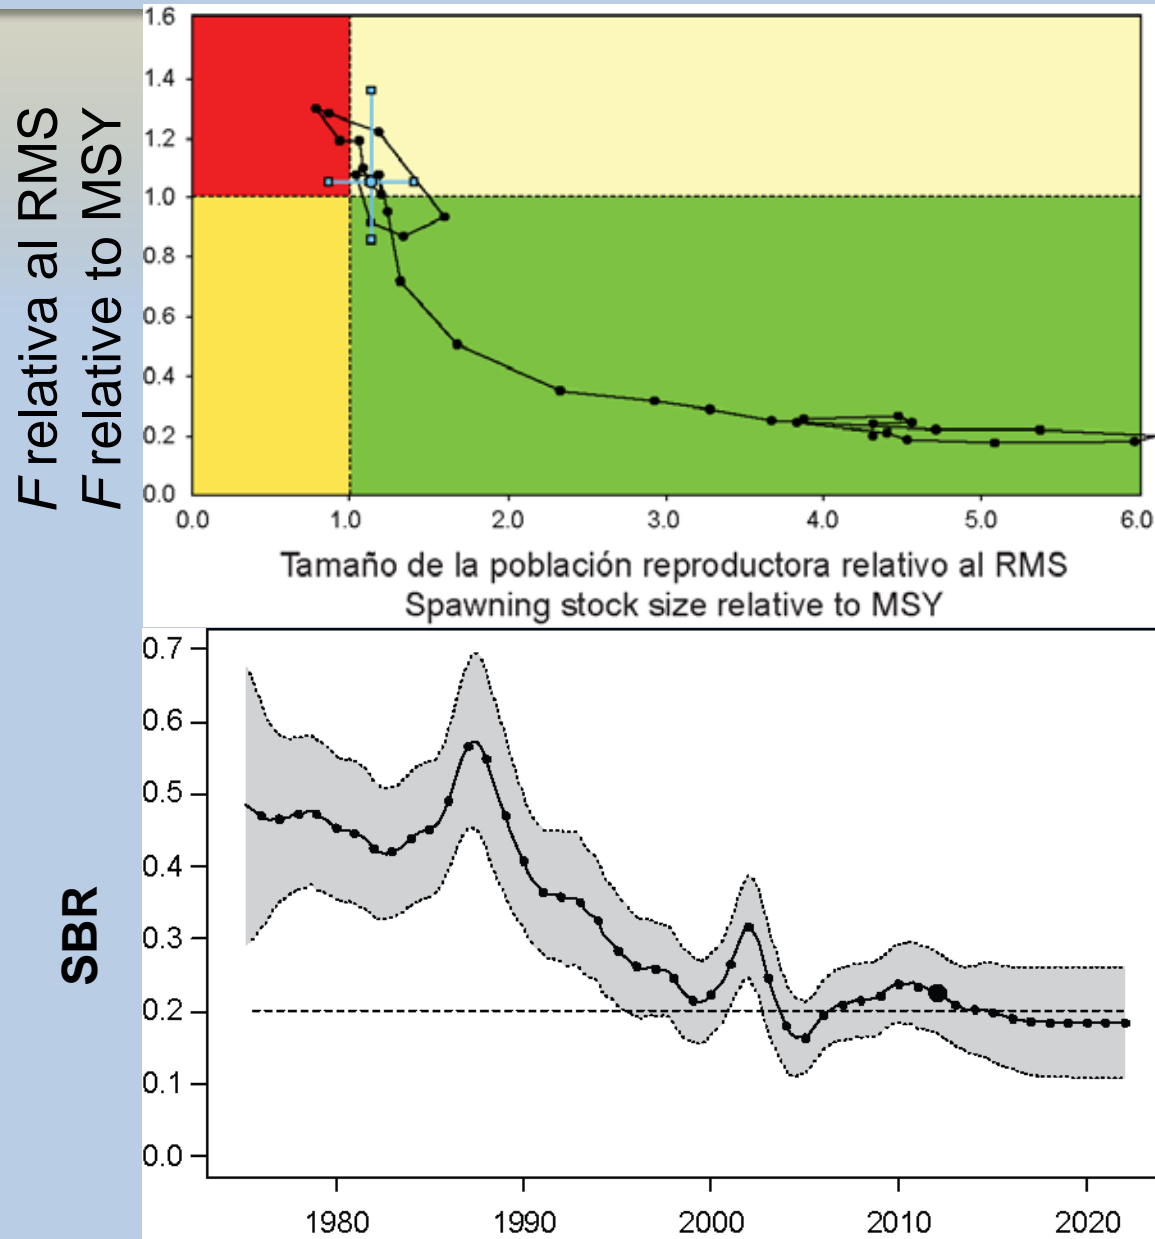 F relativa al RMS
F relative to MSY
1.6
1.4
1.2
1.0
0.8
0.6
0.4
0.2
0.0
0.0 1.0 2.0 3.0 4.0 5.0 6.0
Tamaño de la población reproductora relativo al RMS
Spawning stock size relative to MSY
SBR
0.7
0.6
0.5
0.4
0.3
0.2
0.1
0.0
1980 1990 2000 2010 2020